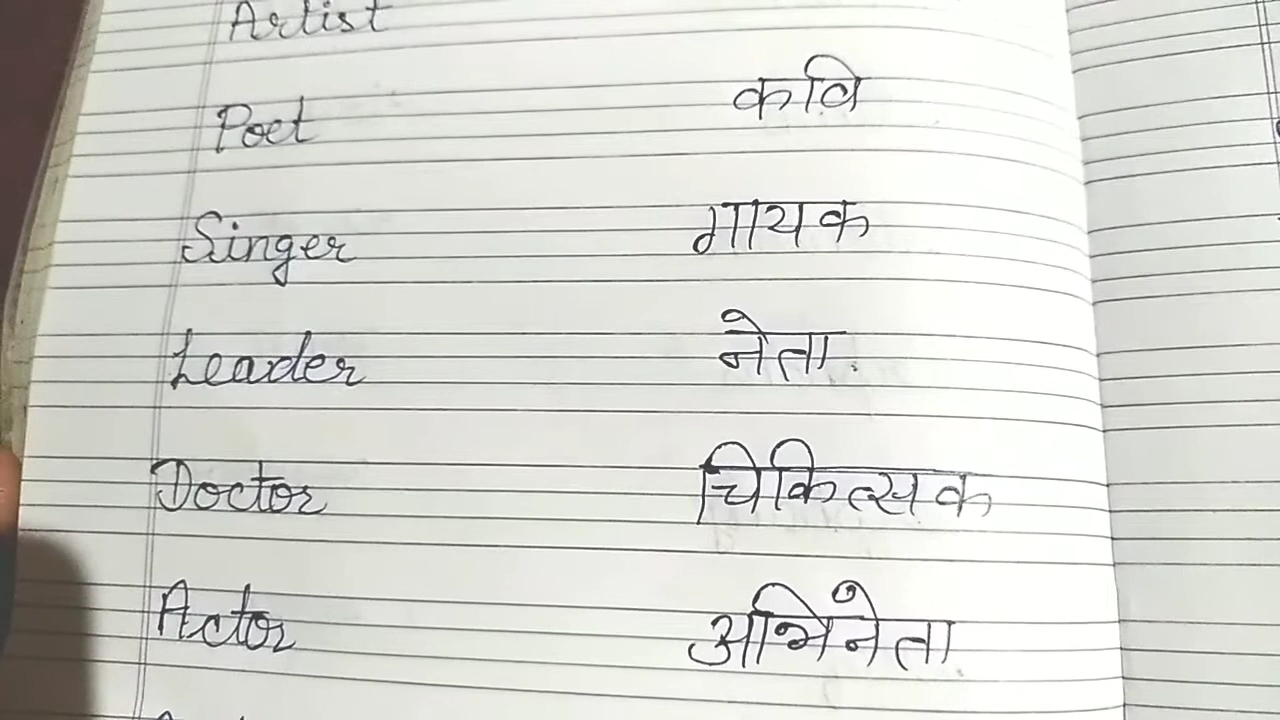 Artist
Poet कवि
Singer गायक
Leader नेता
Doctor चिकित्सक
Actor अभिनेता